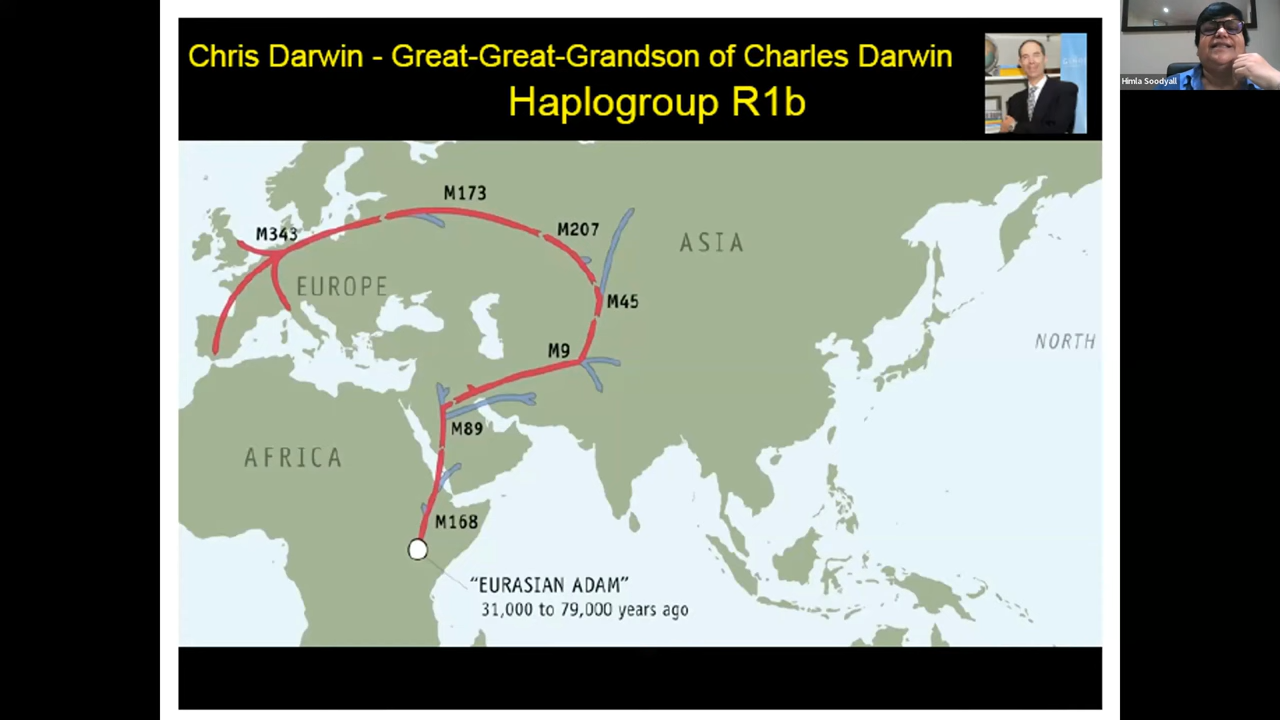 Chris Darwin - Great-Great-Grandson of Charles Darwin
Haplogroup R1b
Himla Soodyall
M173
M343
M207
ASIA
EUROPE
M45
NORTH
M9
M89
AFRICA
M168
"EURASIAN ADAM"
31,000 to 79,000 years ago